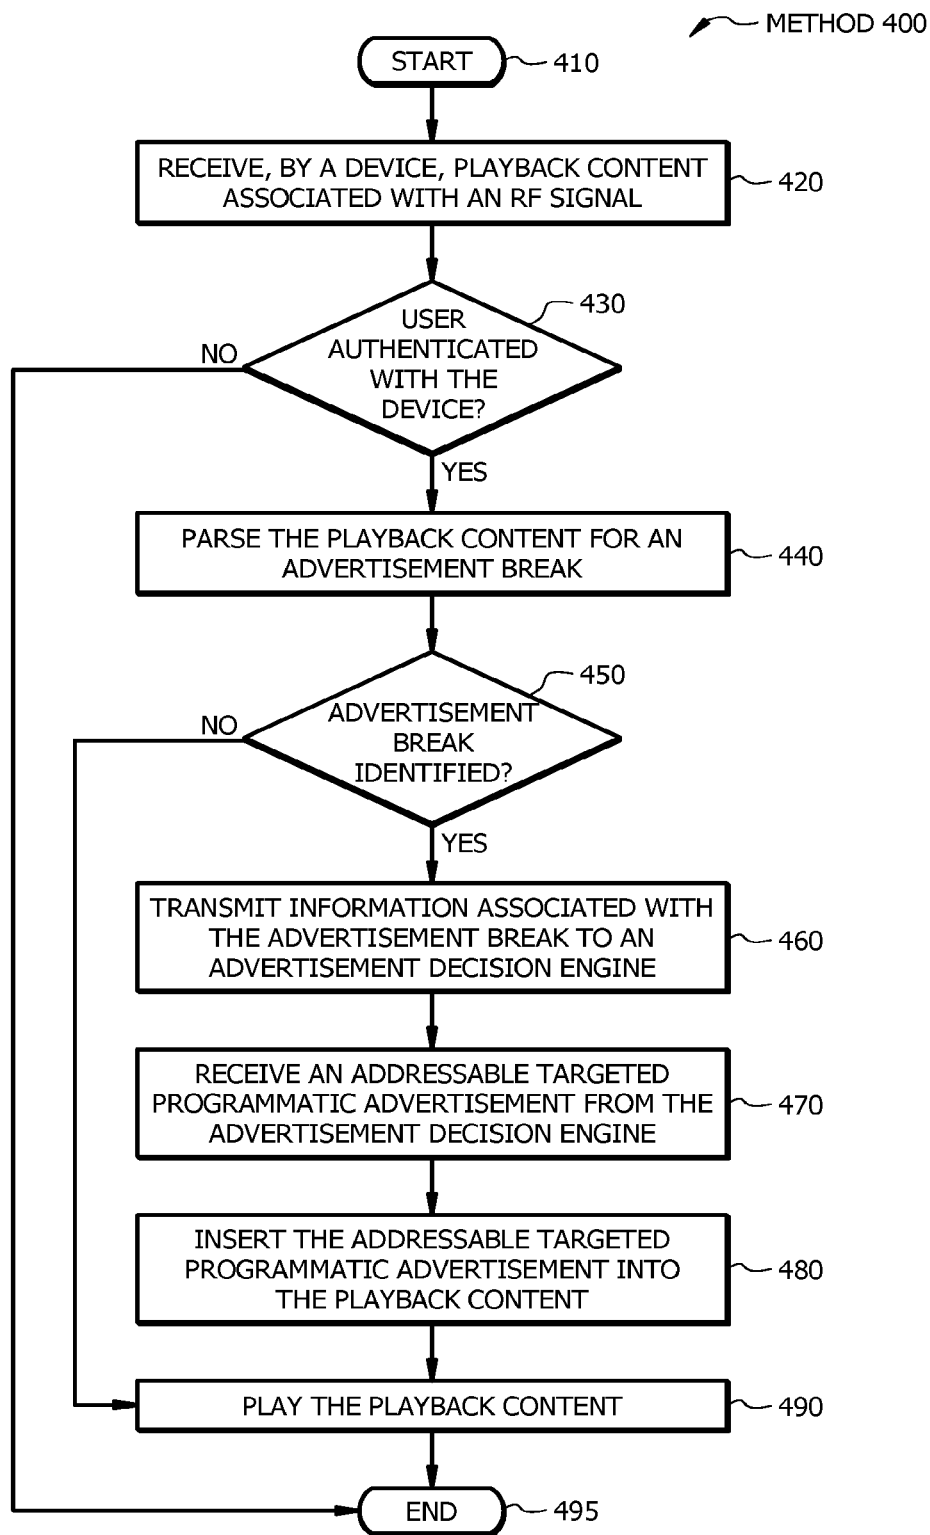 METHOD 400
START
410
RECEIVE, BY A DEVICE, PLAYBACK CONTENT
ASSOCIATED WITH AN RF SIGNAL
420
430
USER
AUTHENTICATED
WITH THE
DEVICE?
NO
YES
PARSE THE PLAYBACK CONTENT FOR AN
ADVERTISEMENT BREAK
440
450
ADVERTISEMENT
BREAK
IDENTIFIED?
NO
YES
TRANSMIT INFORMATION ASSOCIATED WITH
THE ADVERTISEMENT BREAK TO AN
ADVERTISEMENT DECISION ENGINE
460
RECEIVE AN ADDRESSABLE TARGETED
PROGRAMMATIC ADVERTISEMENT FROM THE
ADVERTISEMENT DECISION ENGINE
470
INSERT THE ADDRESSABLE TARGETED
PROGRAMMATIC ADVERTISEMENT INTO
THE PLAYBACK CONTENT
480
PLAY THE PLAYBACK CONTENT
490
END
495